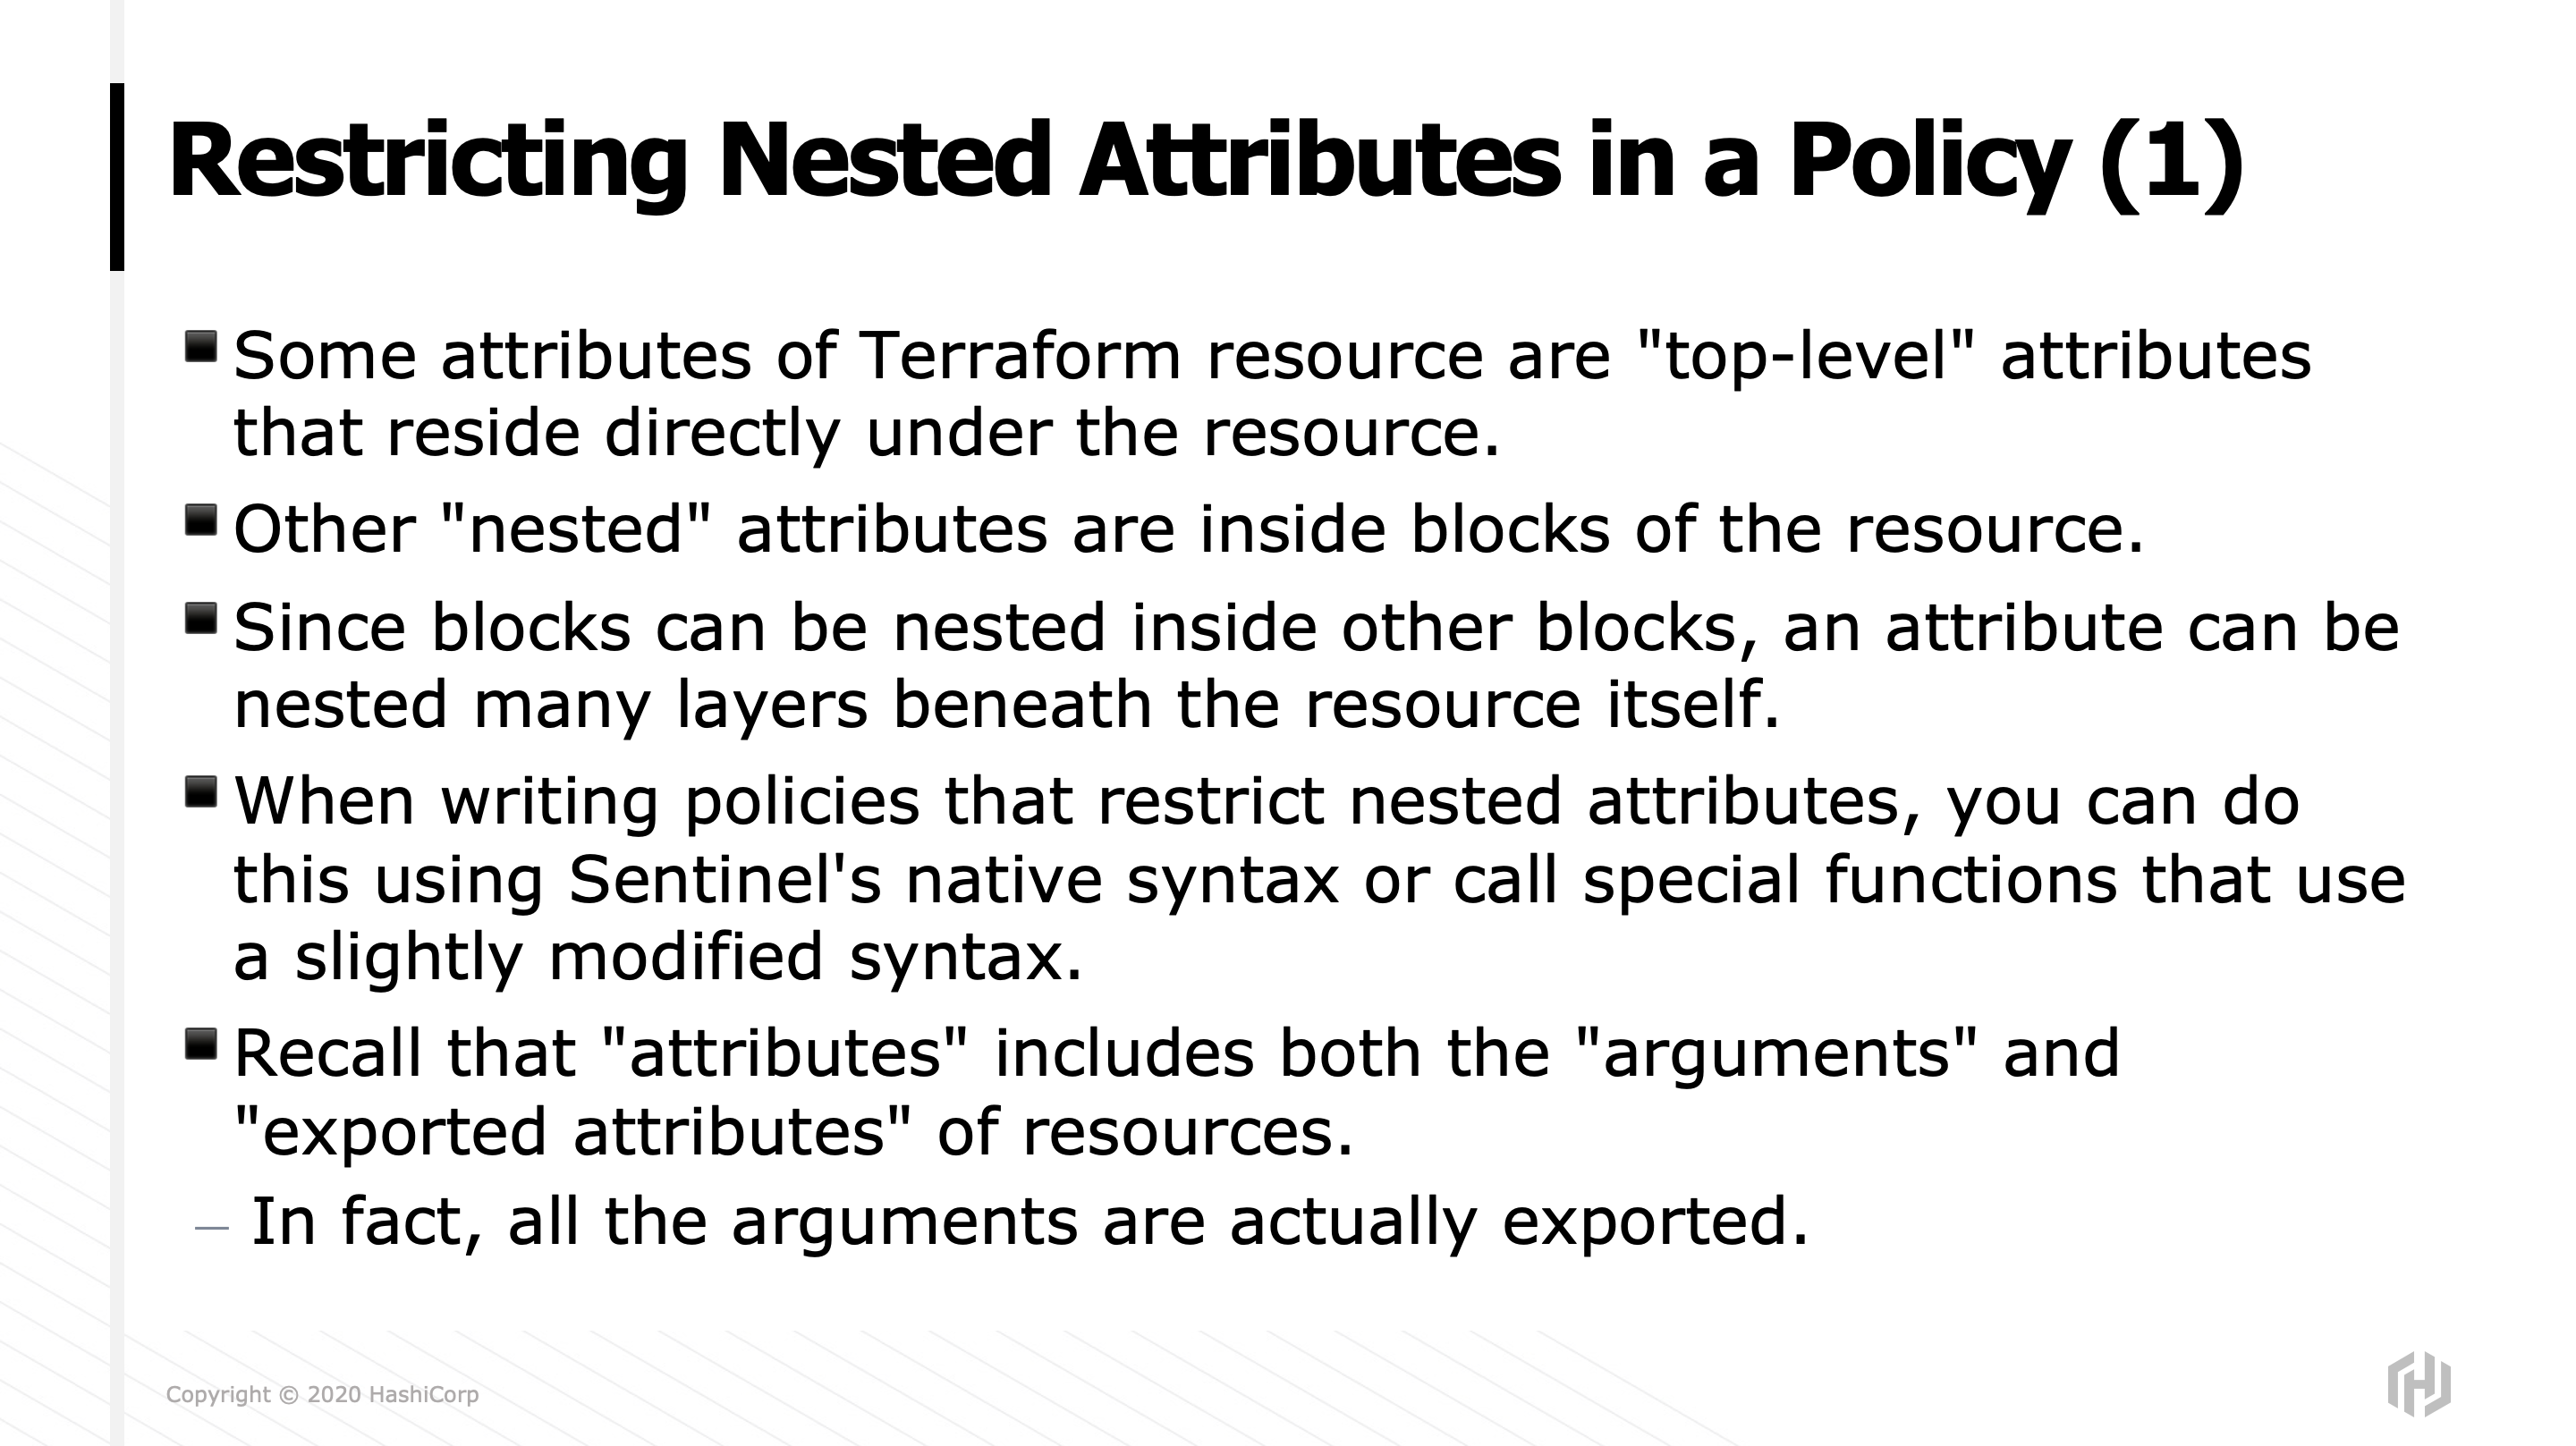 Restricting Nested Attributes in a Policy (1)
Some attributes of Terraform resource are "top-level" attributes
that reside directly under the resource.
Other "nested" attributes are inside blocks of the resource.
Since blocks can be nested inside other blocks, an attribute can be
nested many layers beneath the resource itself.
When writing policies that restrict nested attributes, you can do
this using Sentinel's native syntax or call special functions that use
a slightly modified syntax.
Recall that "attributes" includes both the "arguments" and
"exported attributes" of resources.
– In fact, all the arguments are actually exported.
Copyright © 2020 HashiCorp